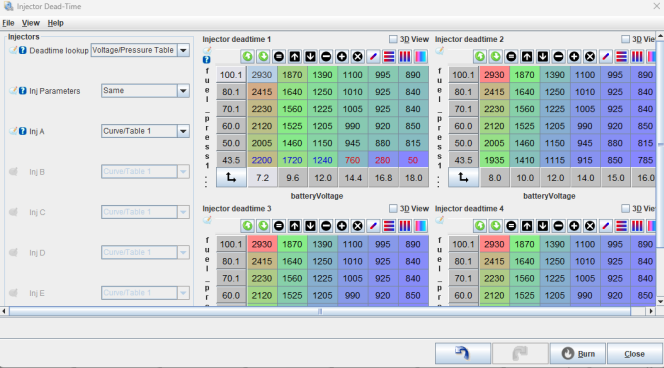 Injector Dead-Time
File View Help
Injectors
Deadtime lookup Voltage/Pressure Table
Inj Parameters Same
Inj A Curve/Table 1
Inj B Curve/Table 1
Inj C Curve/Table 1
Inj D Curve/Table 1
Inj E Curve/Table 1
Injector deadtime 1 3D View
fuel_press1...
100.1 2930 1870 1390 1100 995 890
80.1 2415 1640 1250 1010 925 840
70.1 2230 1560 1225 1005 925 840
60.0 2120 1525 1205 990 920 850
50.0 2005 1460 1150 945 880 815
43.5 2200 1720 1240 760 280 50
7.2 9.6 12.0 14.4 16.8 18.0
batteryVoltage
Injector deadtime 2 3D View
fuel_press1...
100.1 2930 1870 1390 1100 995 890
80.1 2415 1640 1250 1010 925 840
70.1 2230 1560 1225 1005 925 840
60.0 2120 1525 1205 990 920 850
50.0 2005 1460 1150 945 880 815
43.5 1935 1410 1115 915 850 785
8.0 10.0 12.0 14.0 15.0 16.0
batteryVoltage
Injector deadtime 3 3D View
fuel_pre
100.1 2930 1870 1390 1100 995 890
80.1 2415 1640 1250 1010 925 840
70.1 2230 1560 1225 1005 925 840
60.0 2120 1525 1205 990 920 850
Injector deadtime 4 3D Vi
fuel_pre
100.1 2930 1870 1390 1100 995 890
80.1 2415 1640 1250 1010 925 840
70.1 2230 1560 1225 1005 925 840
60.0 2120 1525 1205 990 920 850
Burn Close